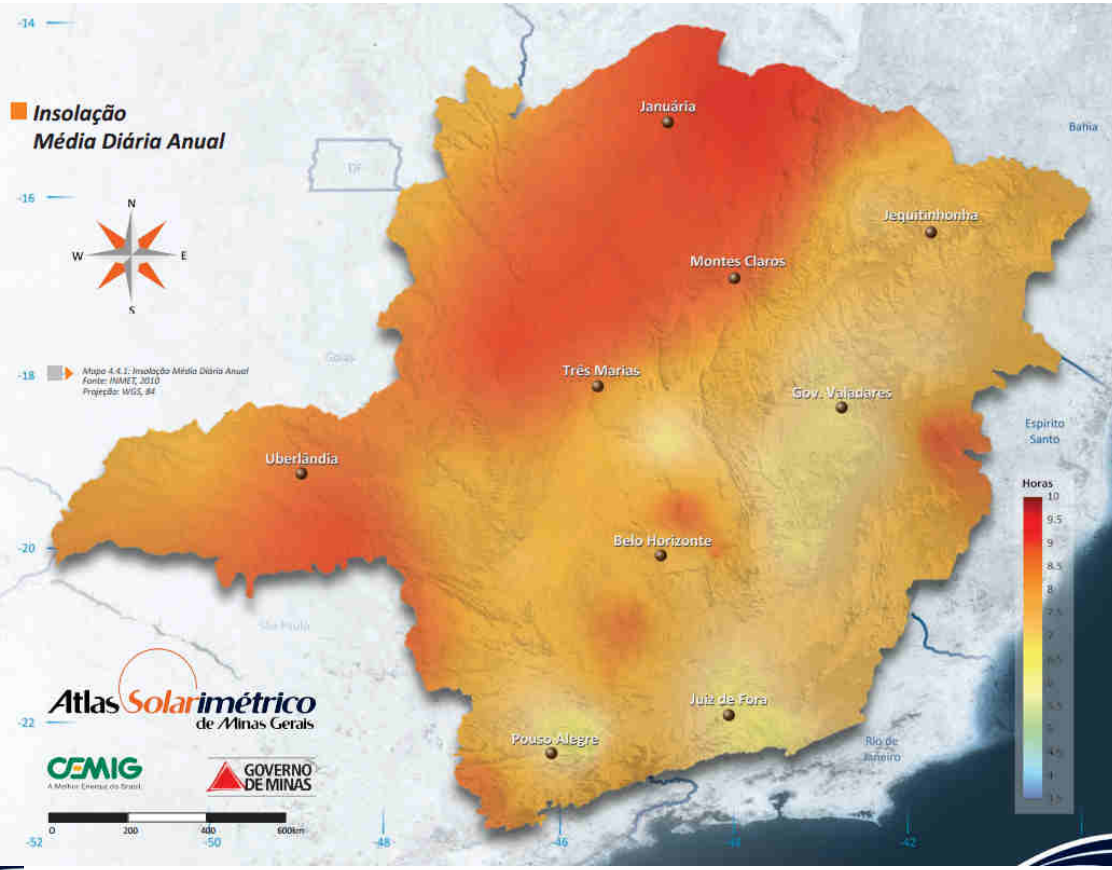 -14
Insolação
Média Diária Anual
Januária
Bahia
DF
-16
N
W
E
S
Jequitinhonha
Montes Claros
Goiás
-18
Mapa 4.4.1: Insolação Média Diária Anual
Fonte: INMET, 2010
Projeção: WGS, 84
Três Marias
Gov. Valadares
Espírito
Santo
Uberlândia
Horas
10
9.5
9
8.5
8
7.5
7
6.5
5.5
4.5
4
3.5
-20
Belo Horizonte
São Paulo
Atlas Solarimétrico
de Minas Gerais
-22
Juiz de Fora
Pouso Alegre
Rio de
Janeiro
CEMIG
A Melhor Energia do Brasil.
GOVERNO
DE MINAS
0
200
400
600km
-52
-50
-48
-46
-42